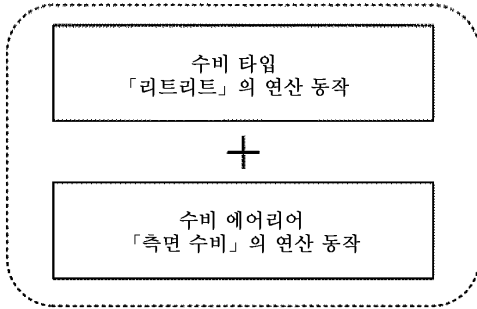 수비 타입
「리트리트」의 연산 동작
+
수비 에어리어
「측면 수비」의 연산 동작